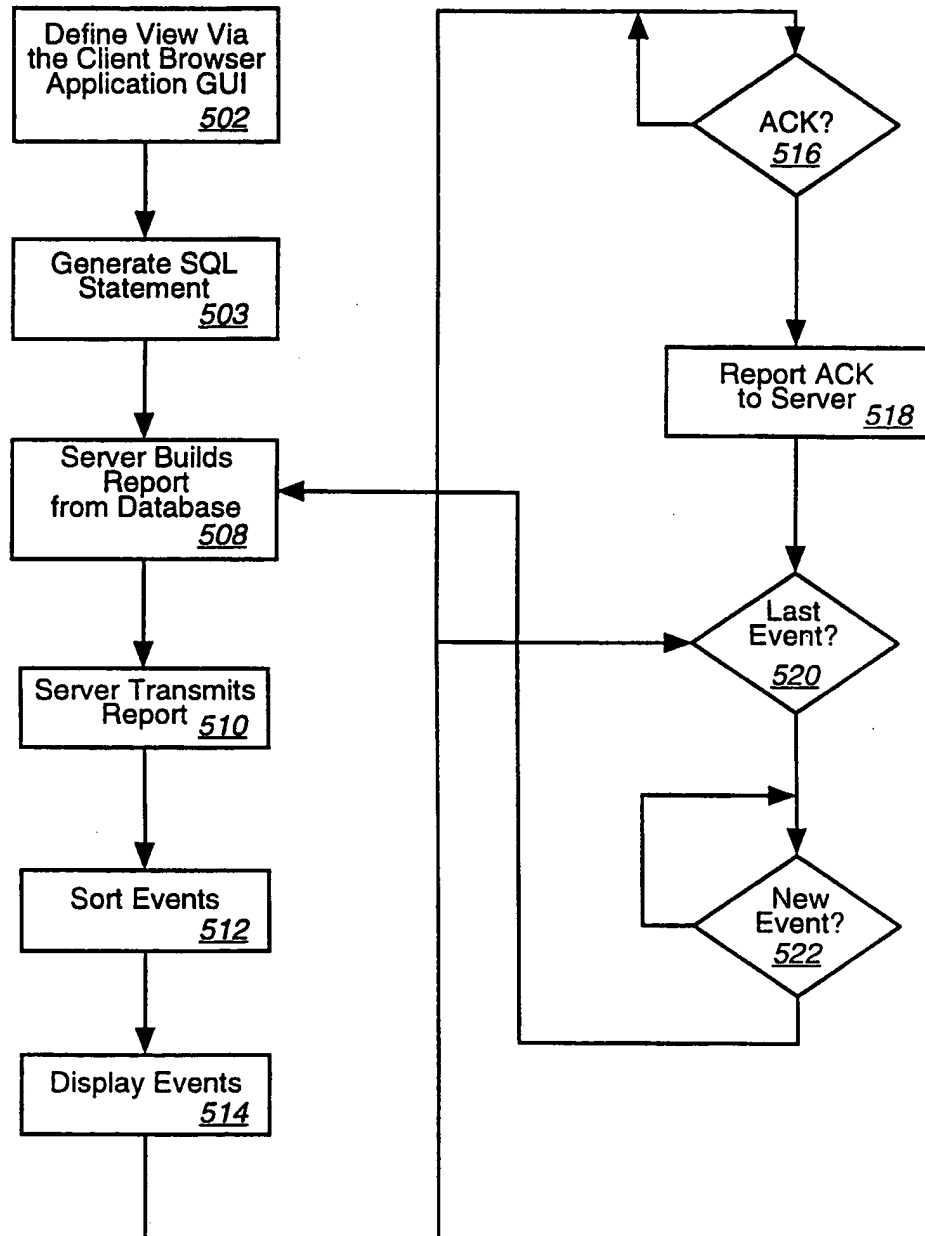 Define View Via
the Client Browser
Application GUI
502
Generate SQL
Statement
503
Server Builds
Report
from Database
508
Server Transmits
Report
510
Sort Events
512
Display Events
514
ACK?
516
Report ACK
to Server
518
Last
Event?
520
New
Event?
522